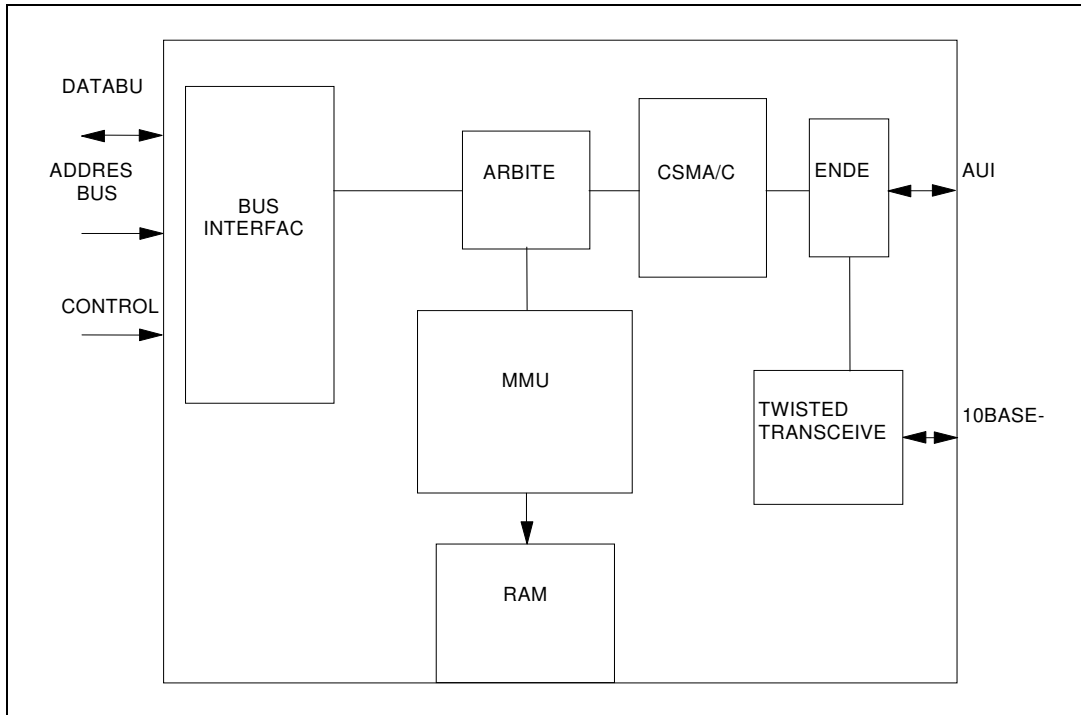 DATABU
ADDRES
BUS
CONTROL
BUS
INTERFAC
ARBITE
CSMA/C
ENDE
AUI
MMU
TWISTED
TRANSCEIVE
10BASE-
RAM